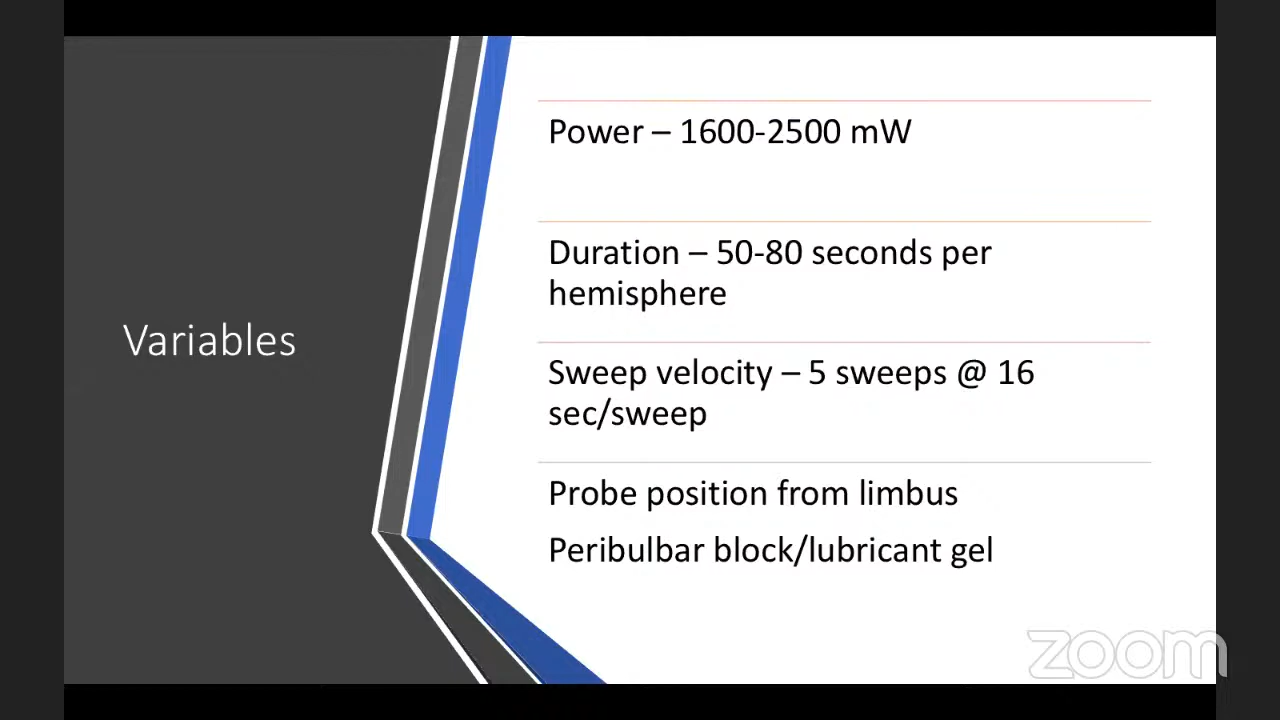 Variables
Power – 1600-2500 mW
Duration – 50-80 seconds per
hemisphere
Sweep velocity – 5 sweeps @ 16
sec/sweep
Probe position from limbus
Peribulbar block/lubricant gel
zoom